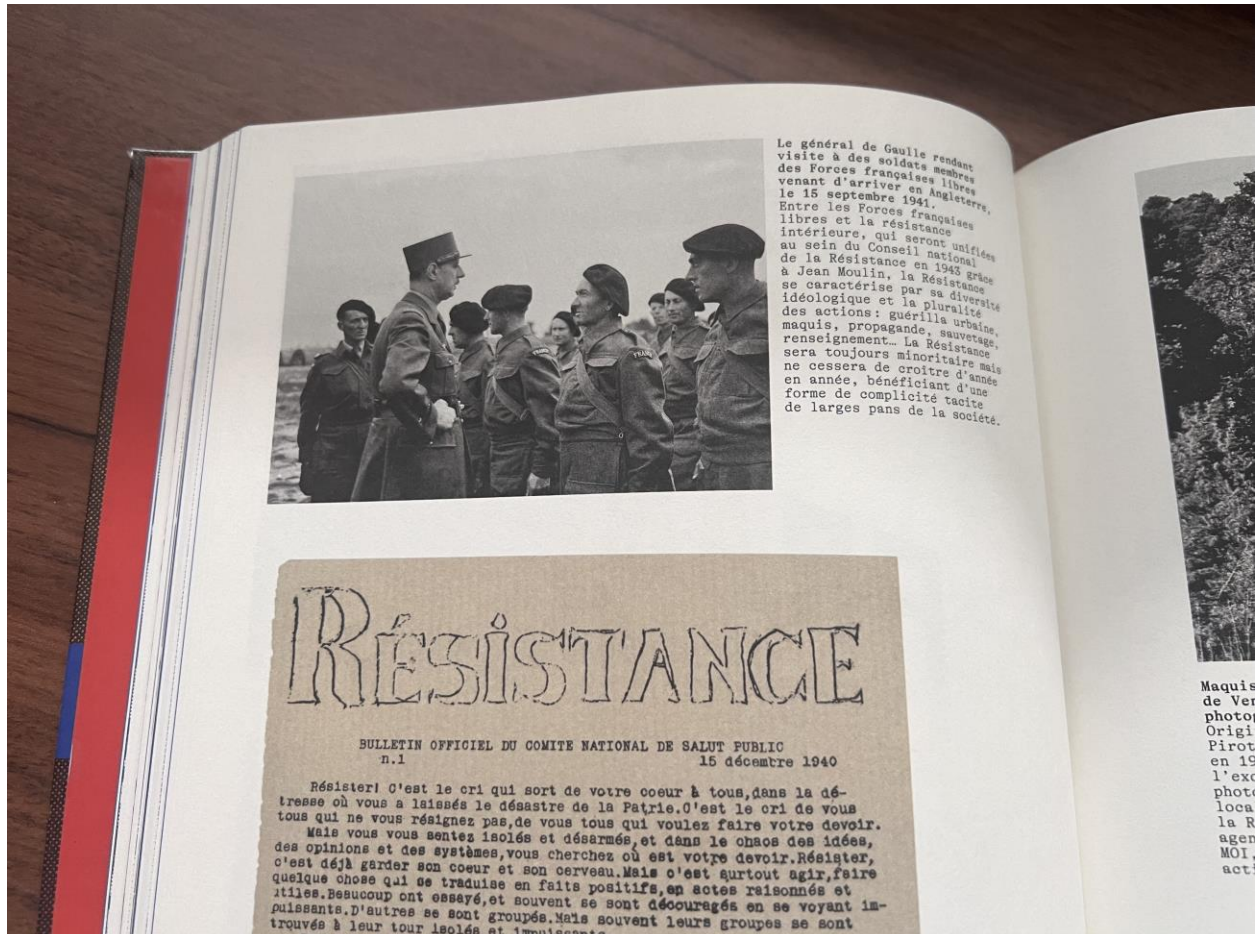 Le général de Gaulle rendant
visite à des soldats membres
des Forces françaises libres
venant d'arriver en Angleterre,
le 15 septembre 1941.
Entre les Forces françaises
libres et la résistance
intérieure, qui seront unifiées
au sein du Conseil national
de la Résistance en 1943 grâce
à Jean Moulin, la Résistance
se caractérise par sa diversité
idéologique et la pluralité
des actions : guérilla urbaine,
maquis, propagande, sauvetage,
renseignement… La Résistance
sera toujours minoritaire mais
ne cessera de croitre d'année
en année, bénéficiant d'une
forme de complicité tacite
de larges pans de la société.
FRANCE
RÉSISTANCE
BULLETIN OFFICIEL DU COMITE NATIONAL DE SALUT PUBLIC
n.1 15 décembre 1940
Résister! C'est le cri qui sort de votre coeur à tous,dans la dé-
tresse où vous a laissés le désastre de la Patrie.C'est le cri de vous
tous qui ne vous résignez pas,de vous tous qui voulez faire votre devoir.
Mais vous vous sentez isolés et désarmés,et dans le chaos des idées,
des opinions et des systèmes,vous cherchez où est votre devoir.Résister,
c'est déjà garder son coeur et son cerveau.Mais c'est surtout agir,faire
quelque chose qui se traduise en faits positifs,en actes raisonnés et
utiles.Beaucoup ont essayé,et souvent se sont découragés en se voyant im-
puissants.D'autres se sont groupés.Mais souvent leurs groupes se sont
trouvés à leur tour isolés et impuissants
Maquis
de Ven
photog
Origi
Pirot
en 19
l'exc
photo
loca
la R
agen
MOI,
acti